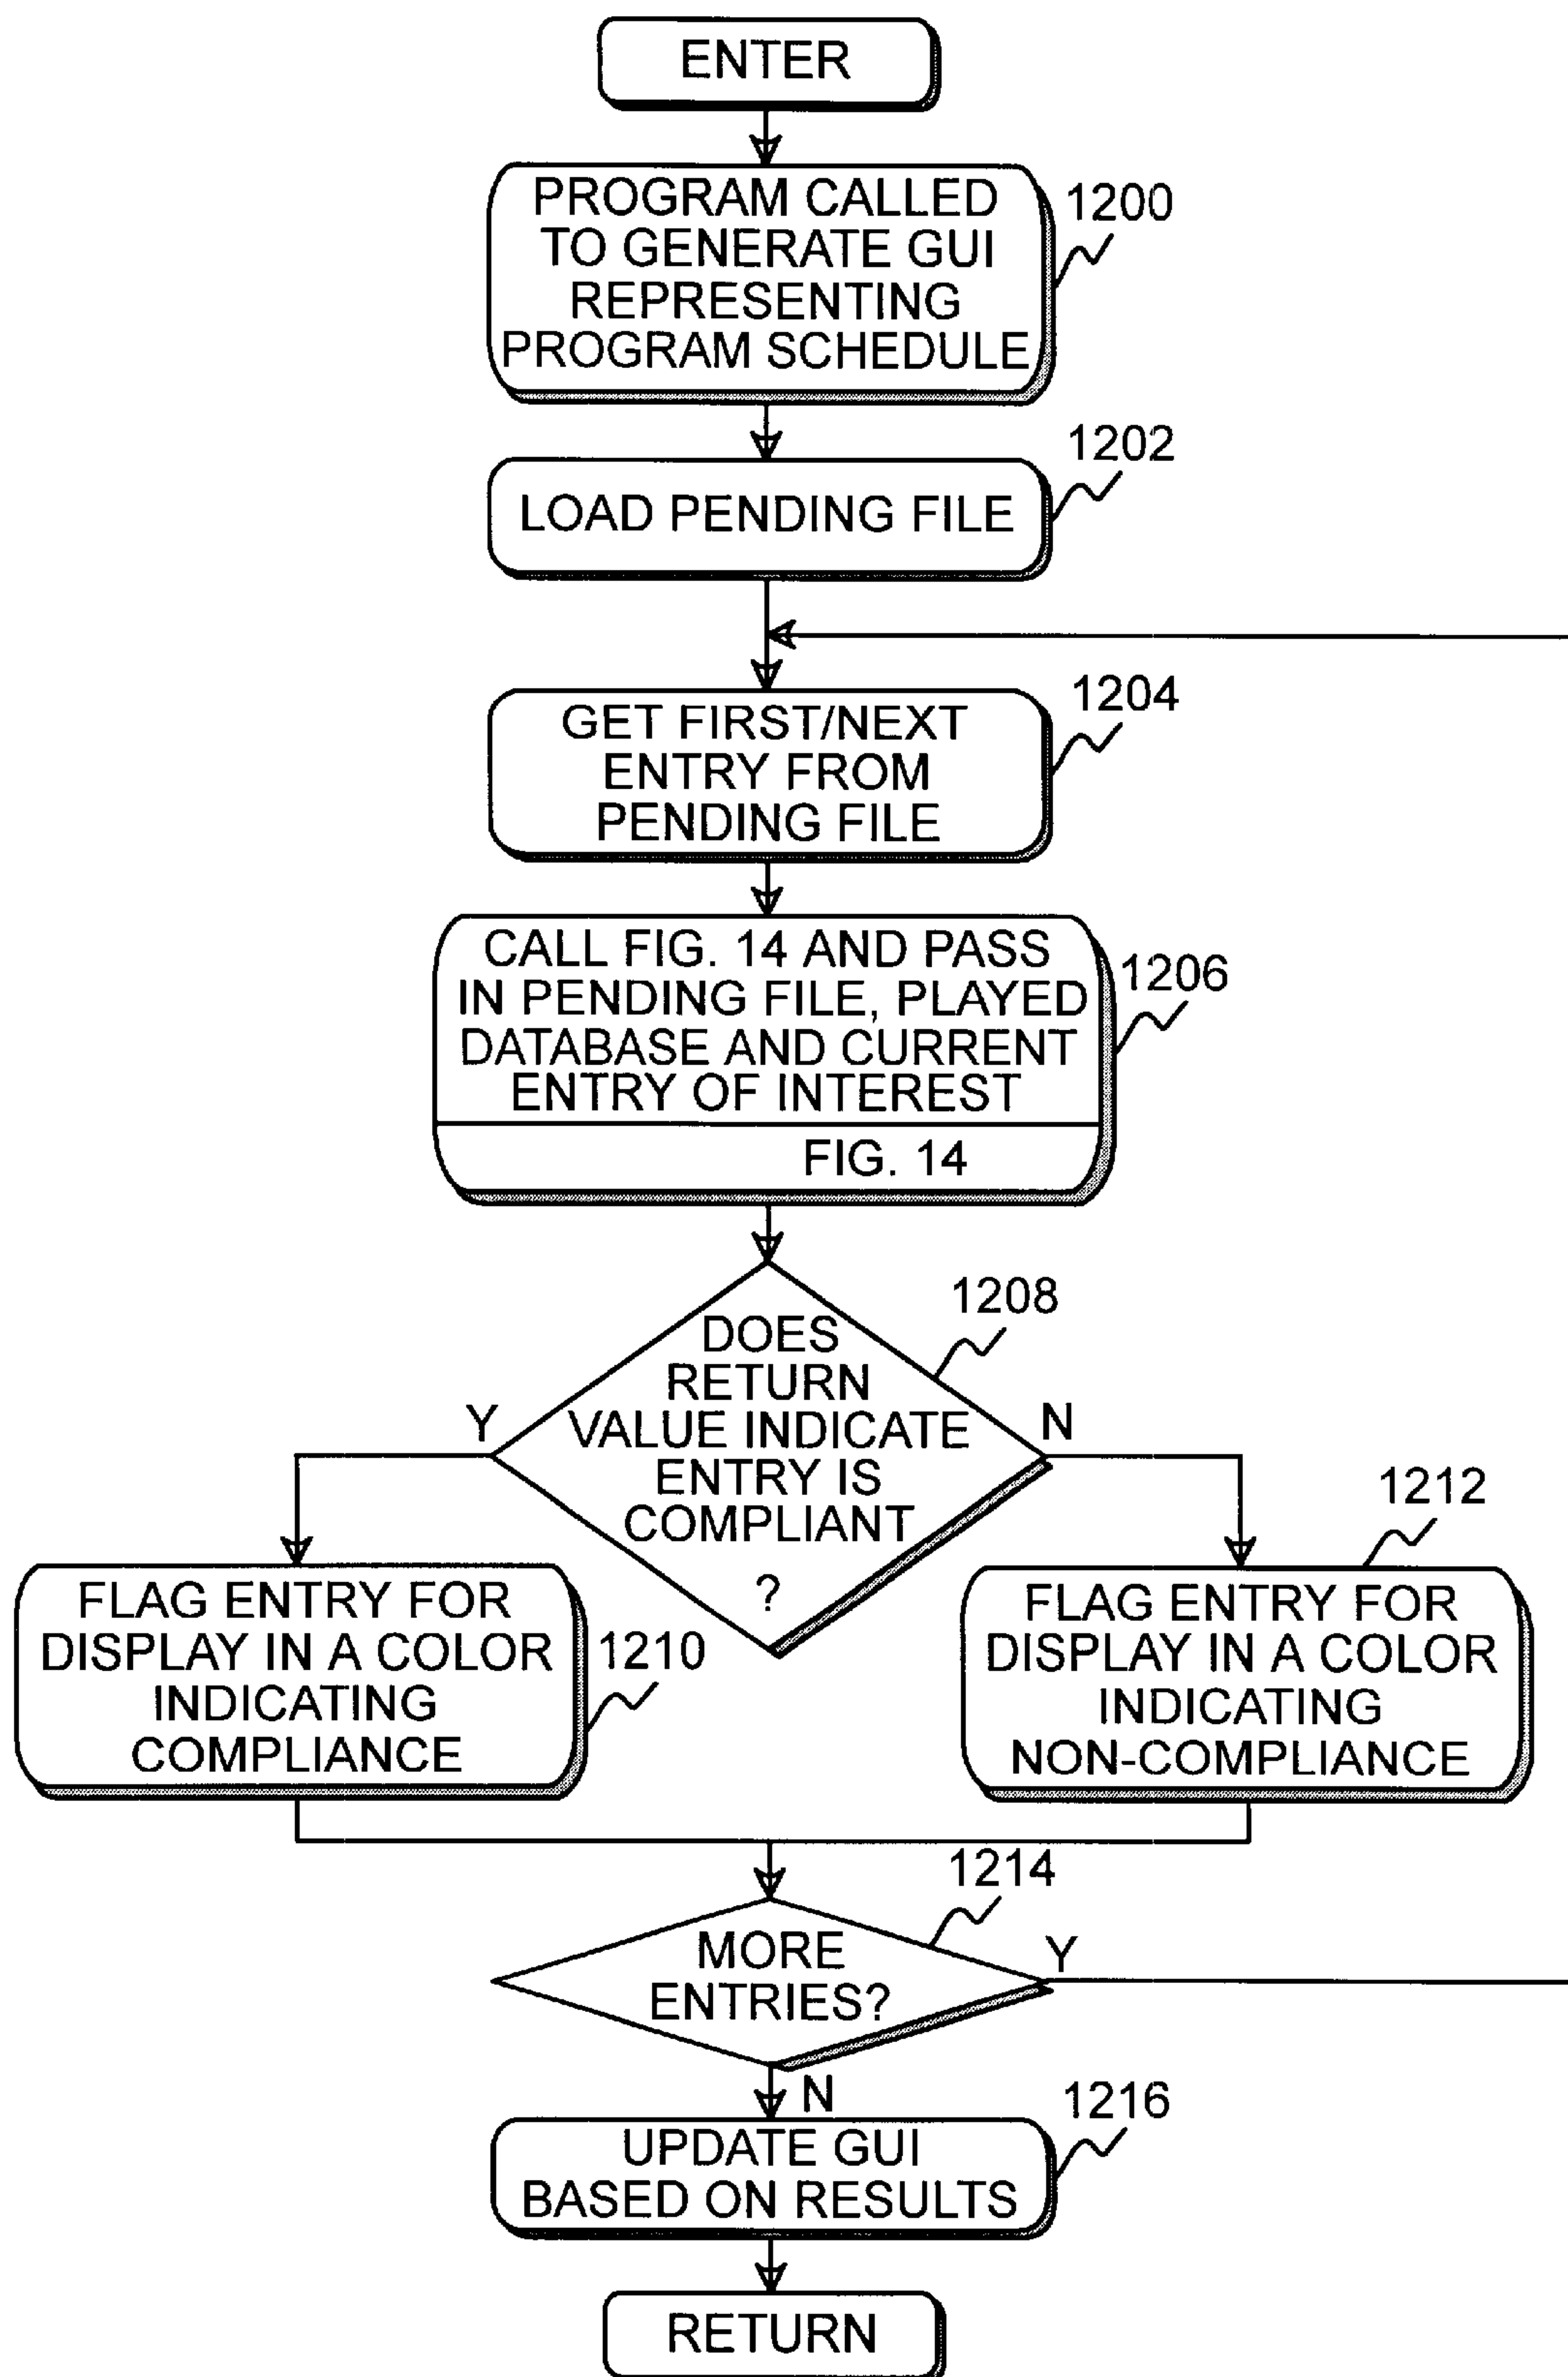 ENTER
PROGRAM CALLED
TO GENERATE GUI
REPRESENTING
PROGRAM SCHEDULE
1200
LOAD PENDING FILE
1202
GET FIRST/NEXT
ENTRY FROM
PENDING FILE
1204
CALL FIG. 14 AND PASS
IN PENDING FILE, PLAYED
DATABASE AND CURRENT
ENTRY OF INTEREST
FIG. 14
1206
DOES
RETURN
VALUE INDICATE
ENTRY IS
COMPLIANT
?
1208
Y
N
FLAG ENTRY FOR
DISPLAY IN A COLOR
INDICATING
COMPLIANCE
1210
FLAG ENTRY FOR
DISPLAY IN A COLOR
INDICATING
NON-COMPLIANCE
1212
MORE
ENTRIES?
1214
Y
N
UPDATE GUI
BASED ON RESULTS
1216
RETURN